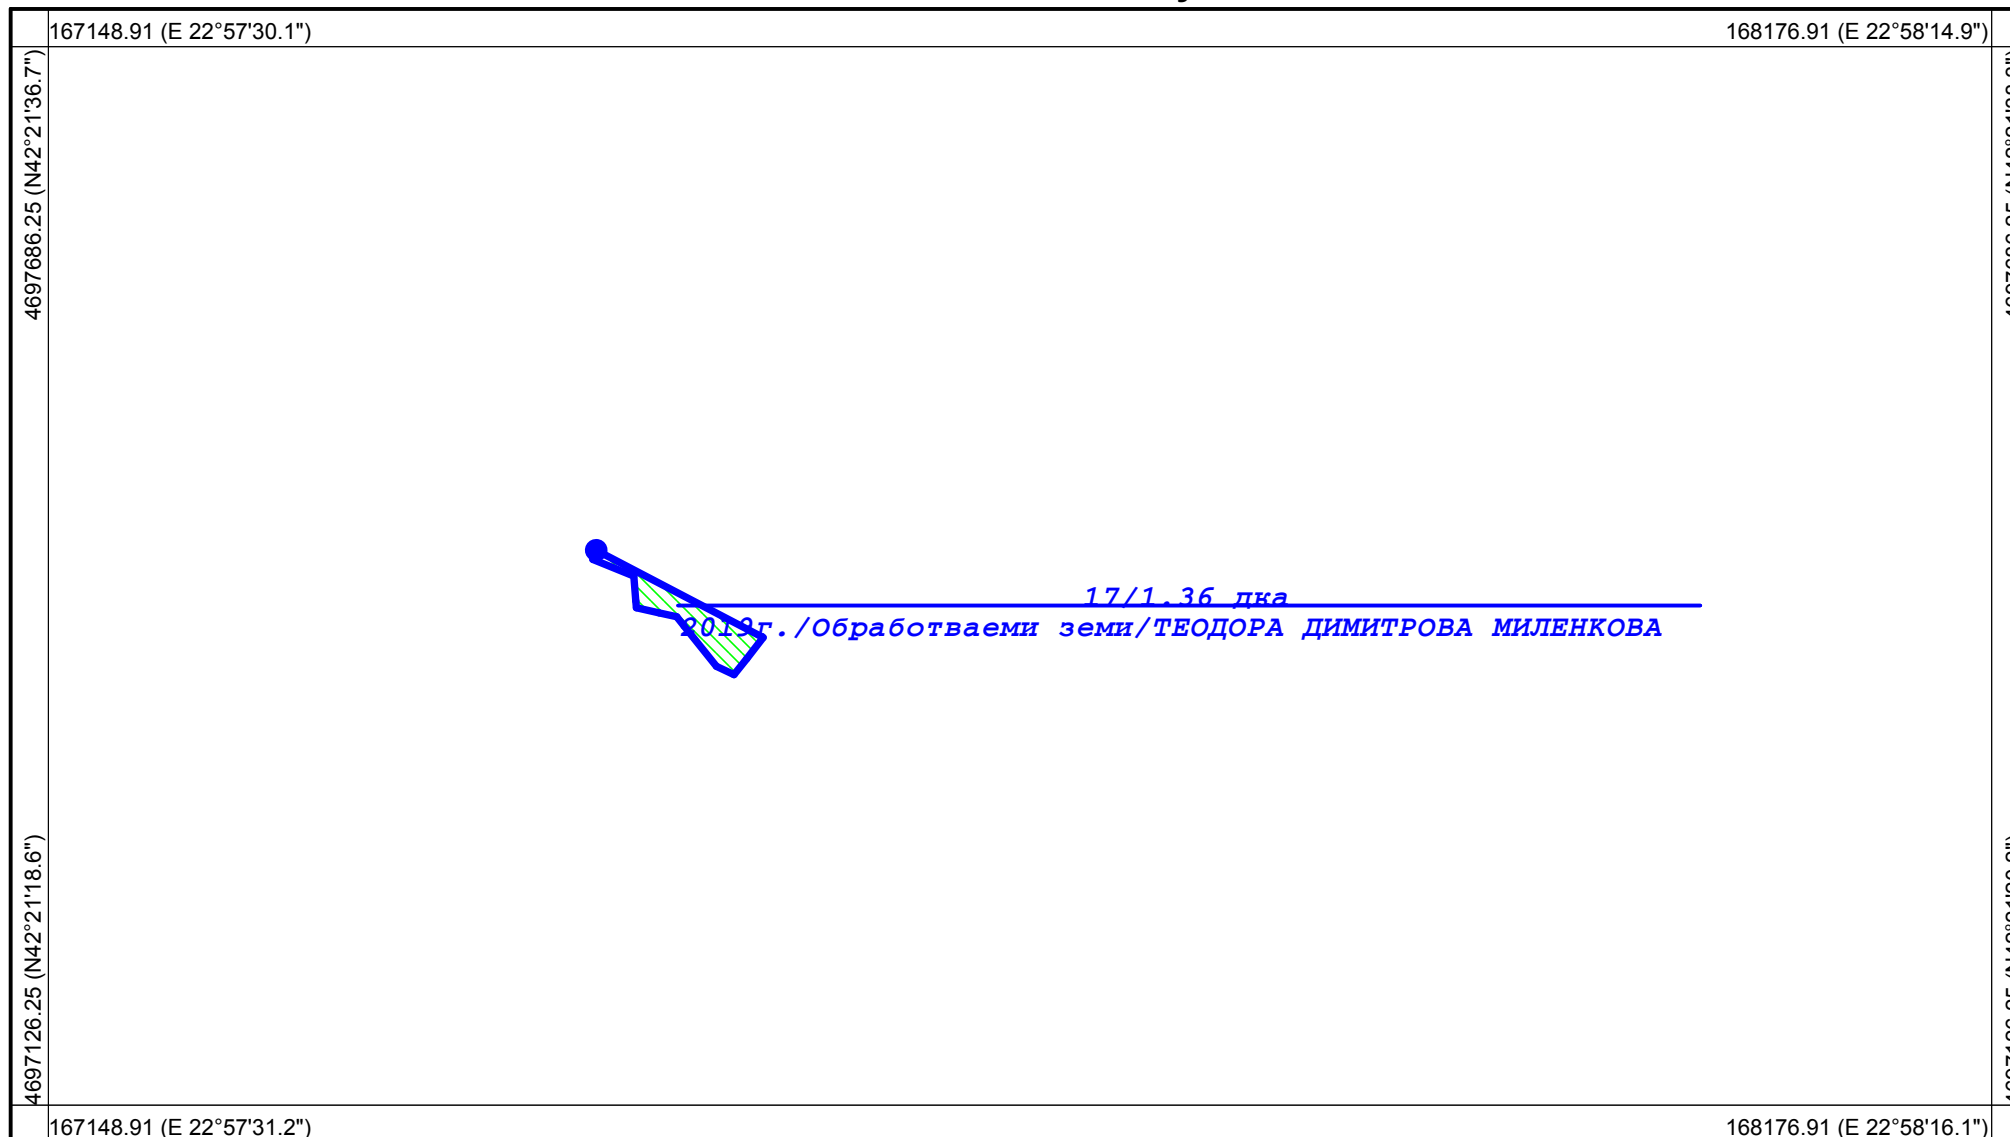 167148.91 (E 22°57'30.1")
168176.91 (E 22°58'14.9")
4697686.25 (N42°21'36.7")
17/1.36 дка
2019г./Обработваеми земи/ТЕОДОРА ДИМИТРОВА МИЛЕНКОВА
4697126.25 (N42°21'18.6")
167148.91 (E 22°57'31.2")
168176.91 (E 22°58'16.1")